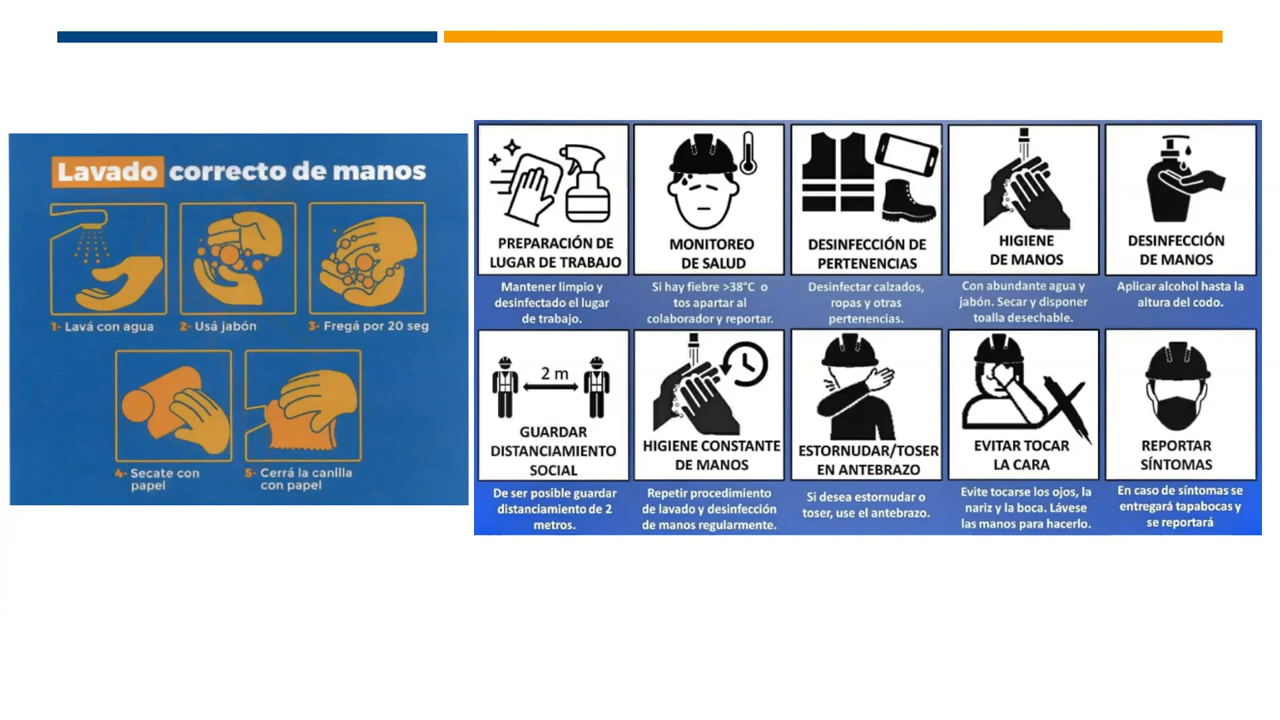 Lavado correcto de manos
1- Lavá con agua
2- Usá jabón
3- Fregá por 20 seg
4- Secate con
papel
5- Cerrá la canilla
con papel
PREPARACIÓN DE
LUGAR DE TRABAJO
Mantener limpio y
desinfectado el lugar
de trabajo.
MONITOREO
DE SALUD
Si hay fiebre >38°C o
tos apartar al
colaborador y reportar.
DESINFECCIÓN DE
PERTENENCIAS
Desinfectar calzados,
ropas y otras
pertenencias.
HIGIENE
DE MANOS
Con abundante agua y
jabón. Secar y disponer
toalla desechable.
DESINFECCIÓN
DE MANOS
Aplicar alcohol hasta la
altura del codo.
2 m
GUARDAR
DISTANCIAMIENTO
SOCIAL
De ser posible guardar
distanciamiento de 2
metros.
HIGIENE CONSTANTE
DE MANOS
Repetir procedimiento
de lavado y desinfección
de manos regularmente.
ESTORNUDAR/TOSER
EN ANTEBRAZO
Si desea estornudar o
toser, use el antebrazo.
EVITAR TOCAR
LA CARA
Evite tocarse los ojos, la
nariz y la boca. Lávese
las manos para hacerlo.
REPORTAR
SÍNTOMAS
En caso de síntomas se
entregará tapabocas y
se reportará